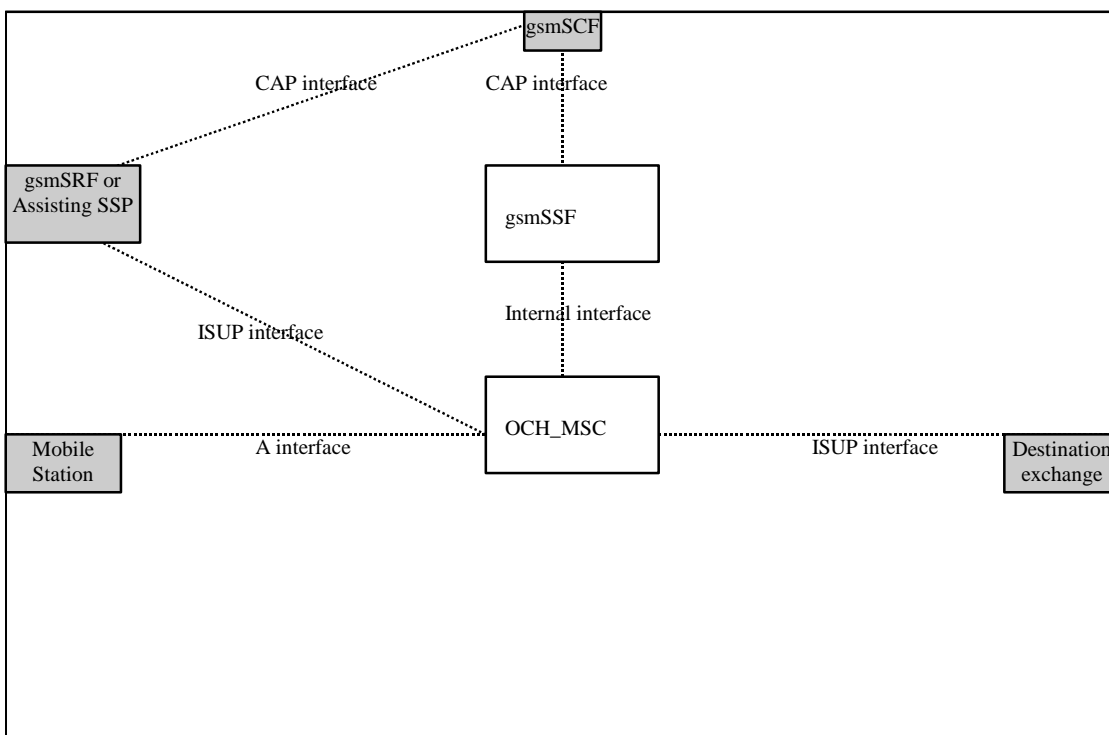 gsmSCF
CAP interface
CAP interface
gsmSRF or
Assisting SSP
gsmSSF
Internal interface
ISUP interface
OCH_MSC
Mobile
Station
A interface
ISUP interface
Destination
exchange